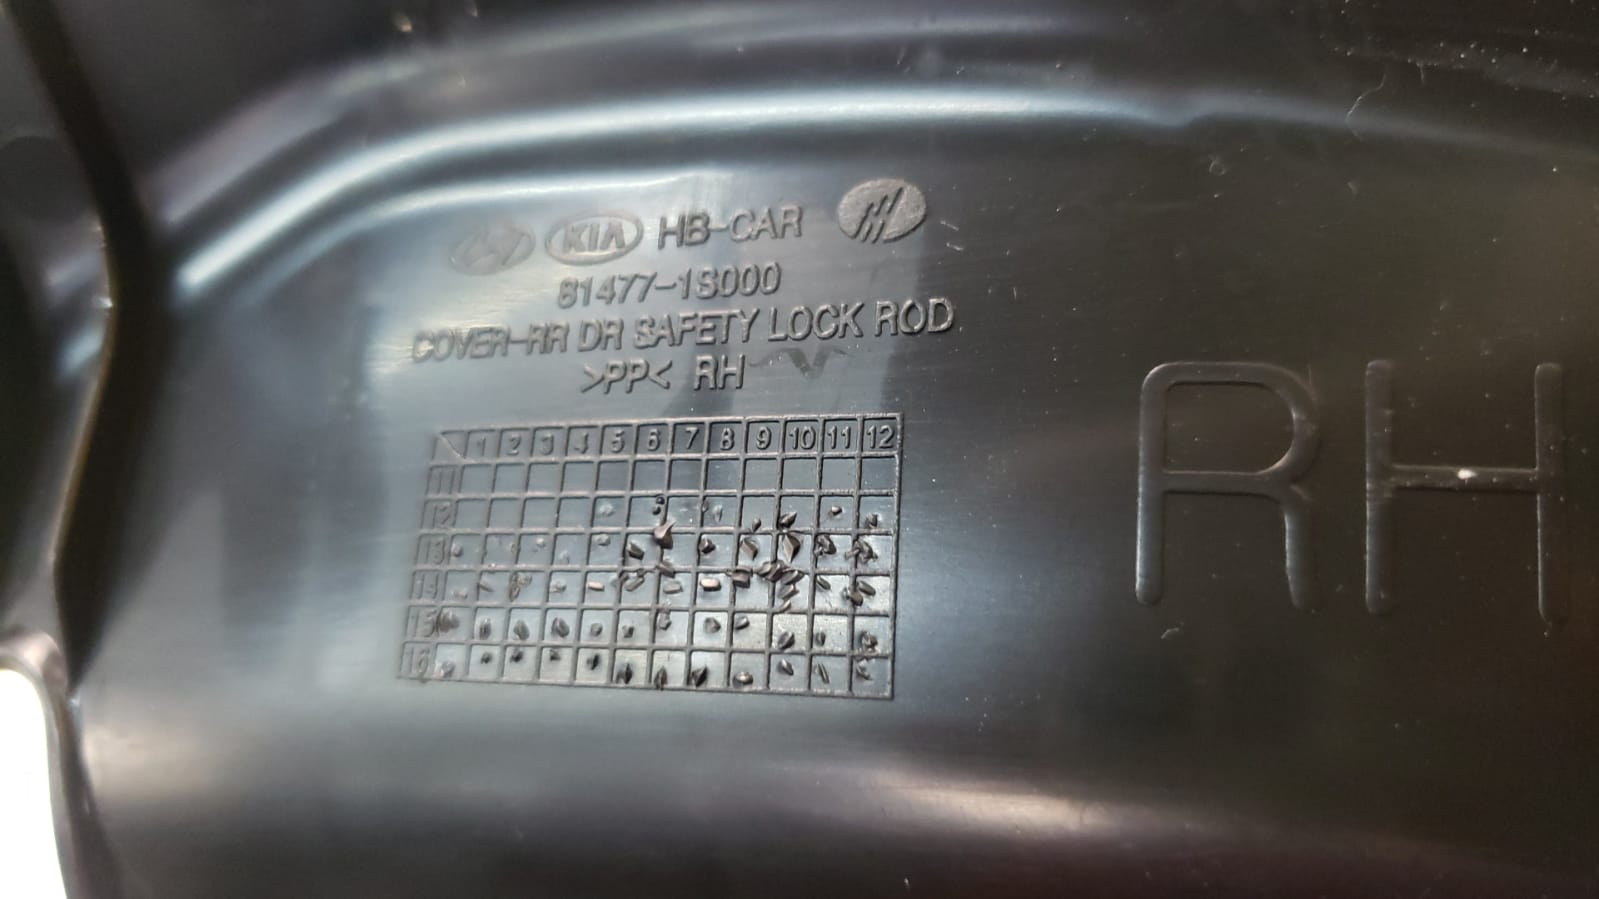 KIA HB-CAR
81477-1S000
COVER-RR DR SAFETY LOCK ROD
>PP< RH
1 2 3 4 5 6 7 8 9 10 11 12
11
12
13
14
15
16
RH